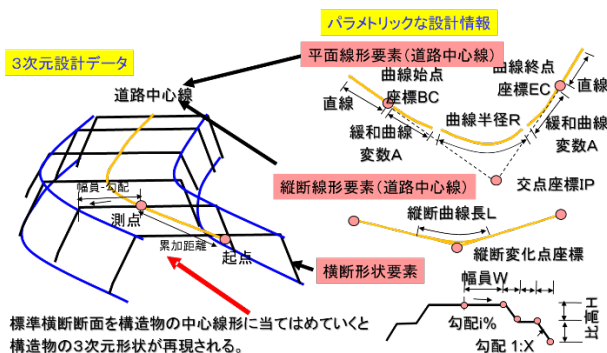 パラメトリックな設計情報
3次元設計データ
平面線形要素(道路中心線)
道路中心線
曲線始点
座標BC
曲線終点
座標EC
直線
直線
曲線半径R
緩和曲線
変数A
緩和曲線
変数A
交点座標IP
縦断線形要素(道路中心線)
縦断曲線長L
縦断変化点座標
幅員-勾配
測点
累加距離
起点
横断形状要素
幅員W
勾配i%
勾配 1:X
比高H
標準横断断面を構造物の中心線形に当てはめていくと
構造物の3次元形状が再現される。